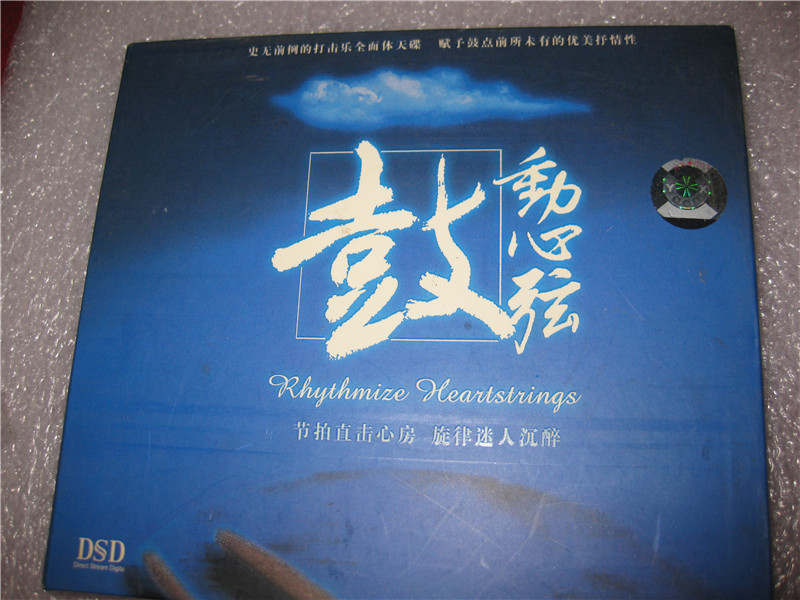 史无前例的打击乐全面体天碟 赋予鼓点前所未有的优美抒情性
鼓
動心弦
Rhythmize Heartstrings
节拍直击心房 旋律迷人沉醉
DSD
Direct Stream Digital